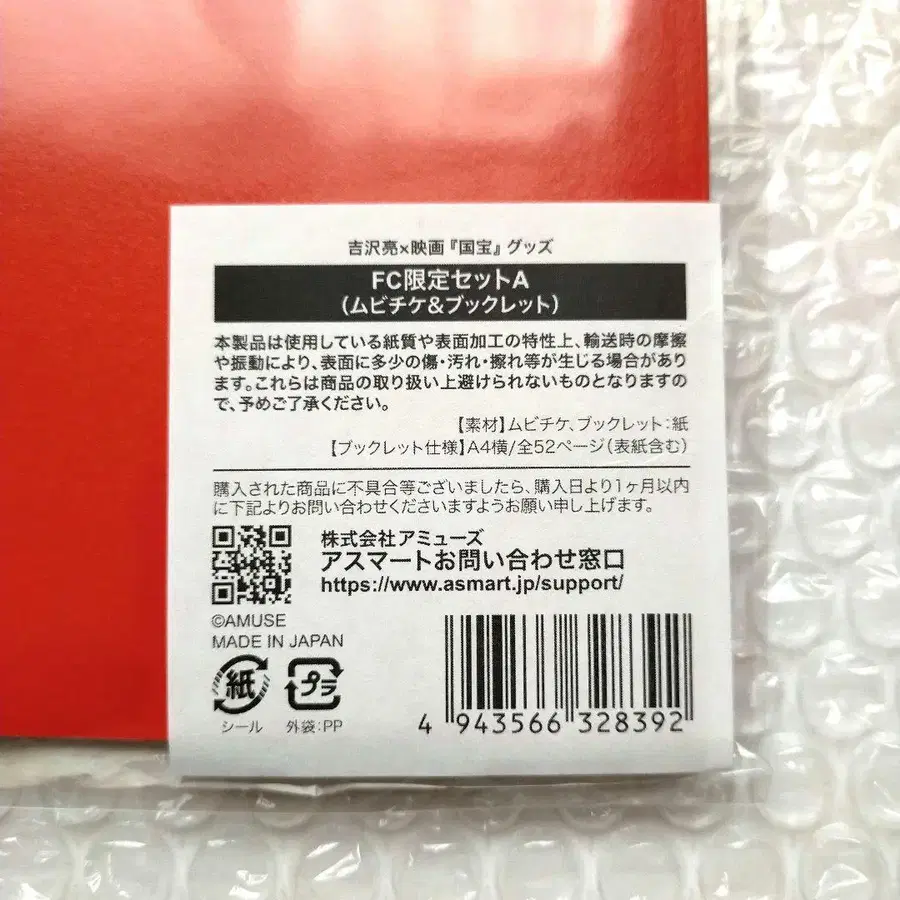 吉沢亮×映画『国宝』グッズ
FC限定セットA
(ムビチケ&ブックレット)
本製品は使用している紙質や表面加工の特性上、輸送時の摩擦
や振動により、表面に多少の傷・汚れ・擦れ等が生じる場合があり
ます。これらは商品の取り扱い上避けられないものとなりますの
で、予めご了承ください。
【素材】ムビチケ、ブックレット:紙
【ブックレット仕様】A4横/全52ページ(表紙含む)
購入された商品に不具合等ございましたら、購入日より1ヶ月以内
に下記よりお問い合わせくださいますようお願い申し上げます。
株式会社アミューズ
アスマートお問い合わせ窓口
https://www.asmart.jp/support/
©AMUSE
MADE IN JAPAN
紙
プラ
シール
外袋:PP
4 943566 328392